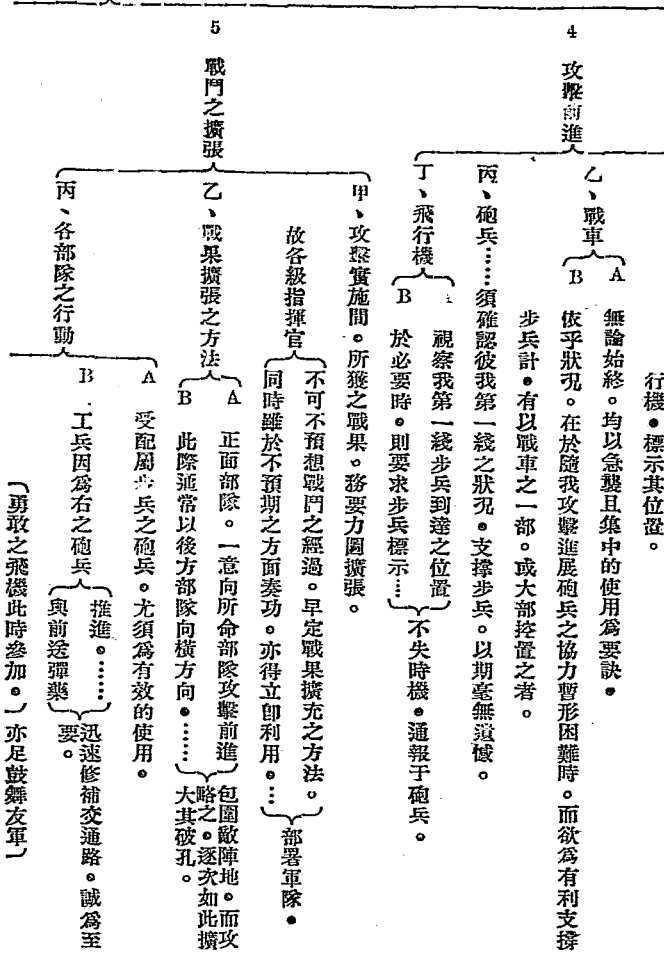 行機。標示其位置。
4 攻擊前進
乙、戰車
A 無論始終。均以急襲且集中的使用爲要訣。
B 依乎狀況。在於隨我攻擊進展砲兵之協力暫形困難時。而欲爲有利支撐
步兵計。有以戰車之一部。或大部控置之者。
丙、砲兵……須確認彼我第一綫之狀況。支撐步兵。以期毫無遺憾。
丁、飛行機
視察我第一綫步兵到達之位置
B 於必要時。則要求步兵標示……
不失時機。通報于砲兵。
5 戰鬥之擴張
甲、攻擊實施間。所獲之戰果。務要力圖擴張。
故各級指揮官
不可不預想戰鬥之經過。早定戰果擴充之方法。
同時雖於不預期之方面奏功。亦得立卽利用。…
部署軍隊。
乙、戰果擴張之方法
A 正面部隊。一意向所命部隊攻擊前進
B 此際通常以後方部隊向橫方向。……
包圍敵陣地。而攻
略之。逐次如此擴
大其破孔。
丙、各部隊之行動
A 受配屬步兵之砲兵。尤須爲有效的使用。
B 工兵因爲右之砲兵
推進。……
與前送彈藥
迅速修補交通路。誠爲至
要。
勇敢之飛機此時參加。
亦足鼓舞友軍